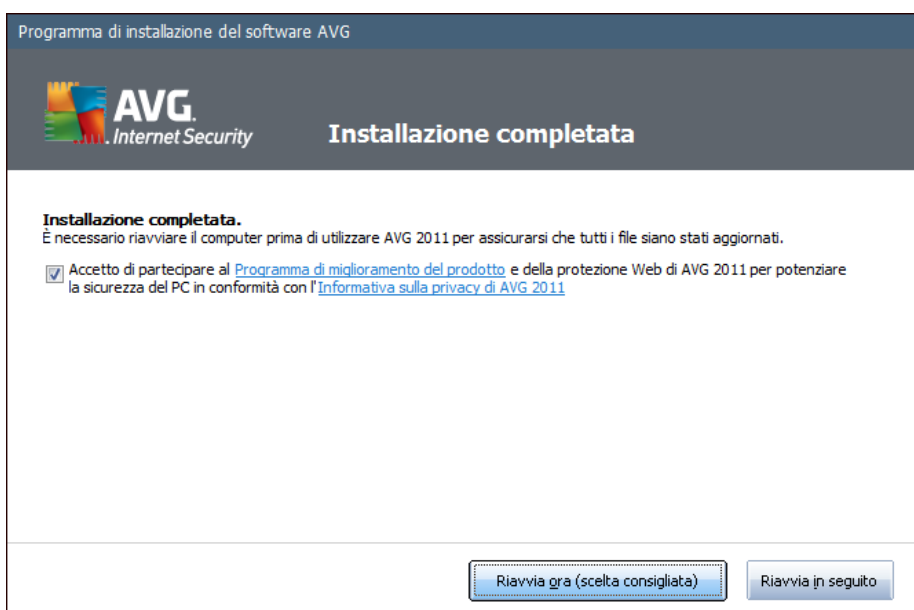 Programma di installazione del software AVG
AVG.
Internet Security
Installazione completata
Installazione completata.
È necessario riavviare il computer prima di utilizzare AVG 2011 per assicurarsi che tutti i file siano stati aggiornati.
Accetto di partecipare al Programma di miglioramento del prodotto e della protezione Web di AVG 2011 per potenziare
la sicurezza del PC in conformità con l'Informativa sulla privacy di AVG 2011
Riavvia ora (scelta consigliata)
Riavvia in seguito